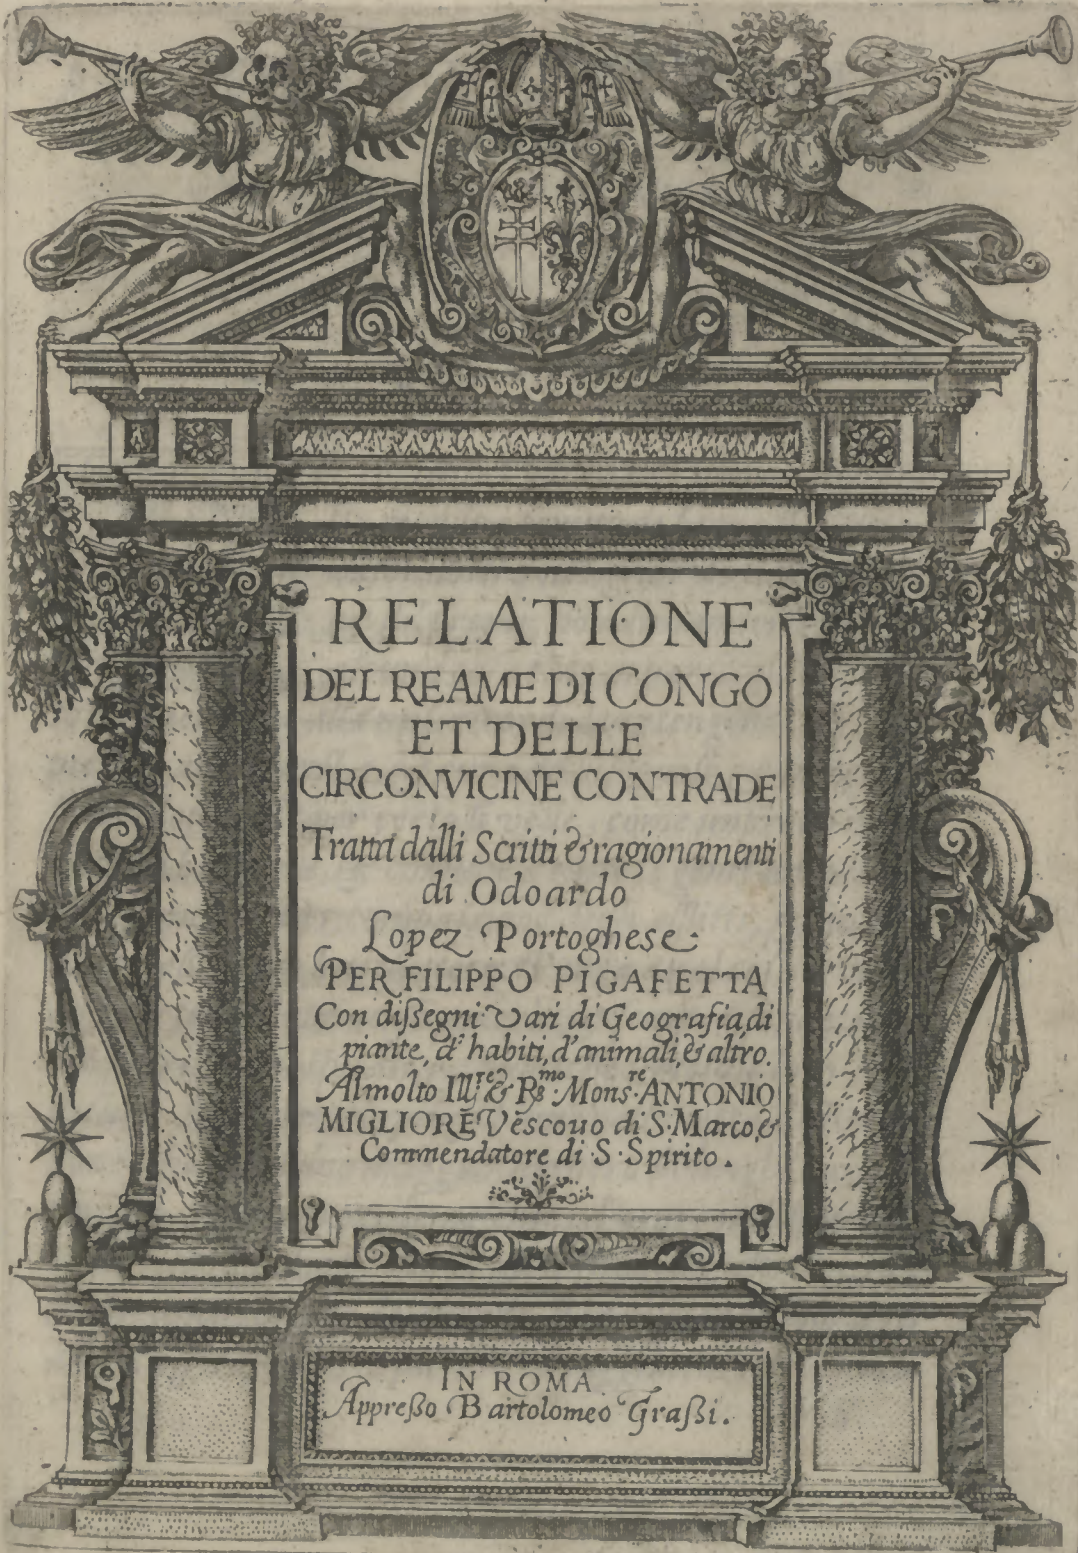 RELATIONE
DEL REAME DI CONGO
ET DELLE
CIRCONVICINE CONTRADE
Tratta dalli Scritti & ragionamenti
di Odoardo
Lopez Portoghese
PER FILIPPO PIGAFETTA
Con dißegni vari di Geografia, di
piante, d' habiti, d'animali, & altro.
Al molto Ill.re & R.mo Mons.re ANTONIO
MIGLIORE Vescovo di S. Marco, &
Commendatore di S. Spirito.
IN ROMA
Appreßo Bartolomeo Graßi.